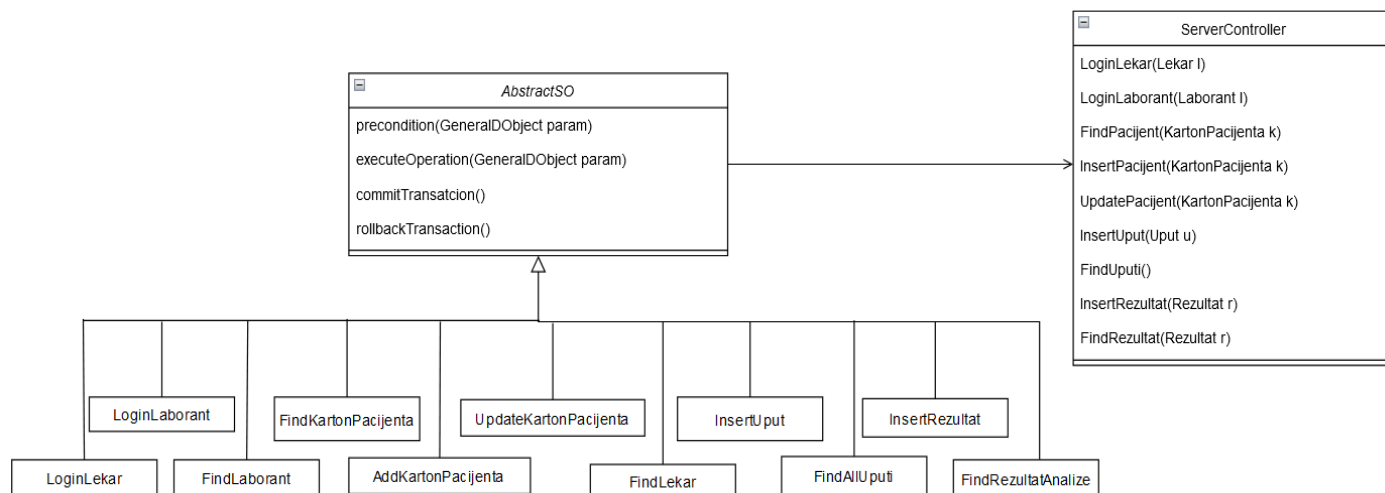 ServerController
LoginLekar(Lekar l)
LoginLaborant(Laborant l)
FindPacijent(KartonPacijenta k)
InsertPacijent(KartonPacijenta k)
UpdatePacijent(KartonPacijenta k)
InsertUput(Uput u)
FindUputi()
InsertRezultat(Rezultat r)
FindRezultat(Rezultat r)
AbstractSO
precondition(GeneralDObject param)
executeOperation(GeneralDObject param)
commitTransatcion()
rollbackTransaction()
LoginLaborant
FindKartonPacijenta
UpdateKartonPacijenta
InsertUput
InsertRezultat
LoginLekar
FindLaborant
AddKartonPacijenta
FindLekar
FindAllUputi
FindRezultatAnalize